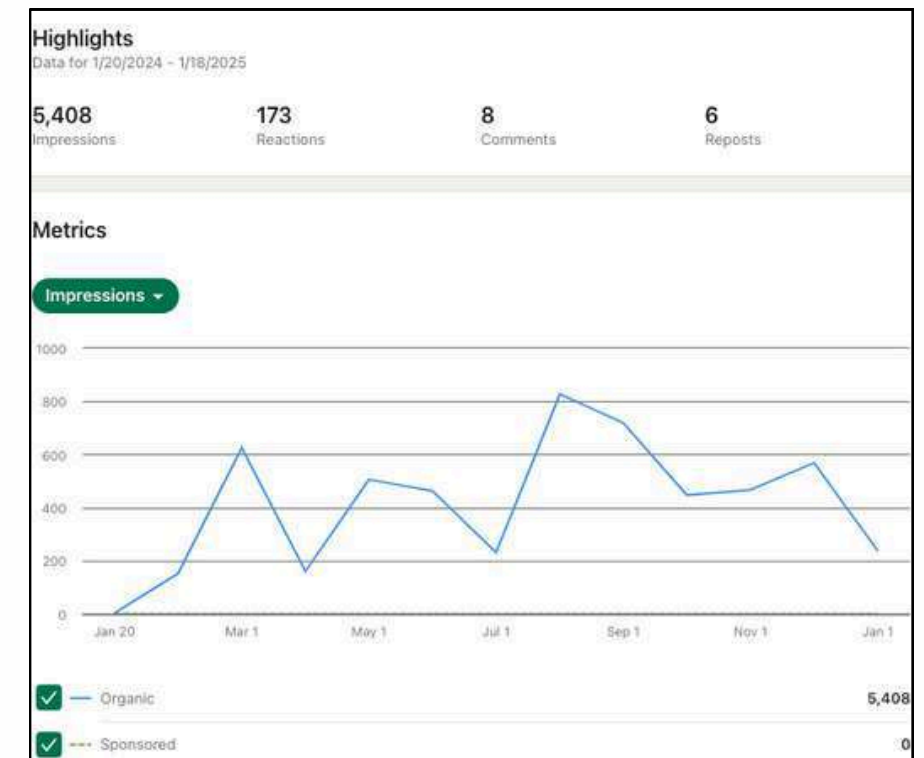 Highlights
Data for 1/20/2024 - 1/18/2025
5,408 173 8 6
Impressions Reactions Comments Reposts
Metrics
Impressions
1000
800
600
400
200
0
Jan 20 Mar 1 May 1 Jul 1 Sep 1 Nov 1 Jan 1
Organic 5,408
Sponsored 0